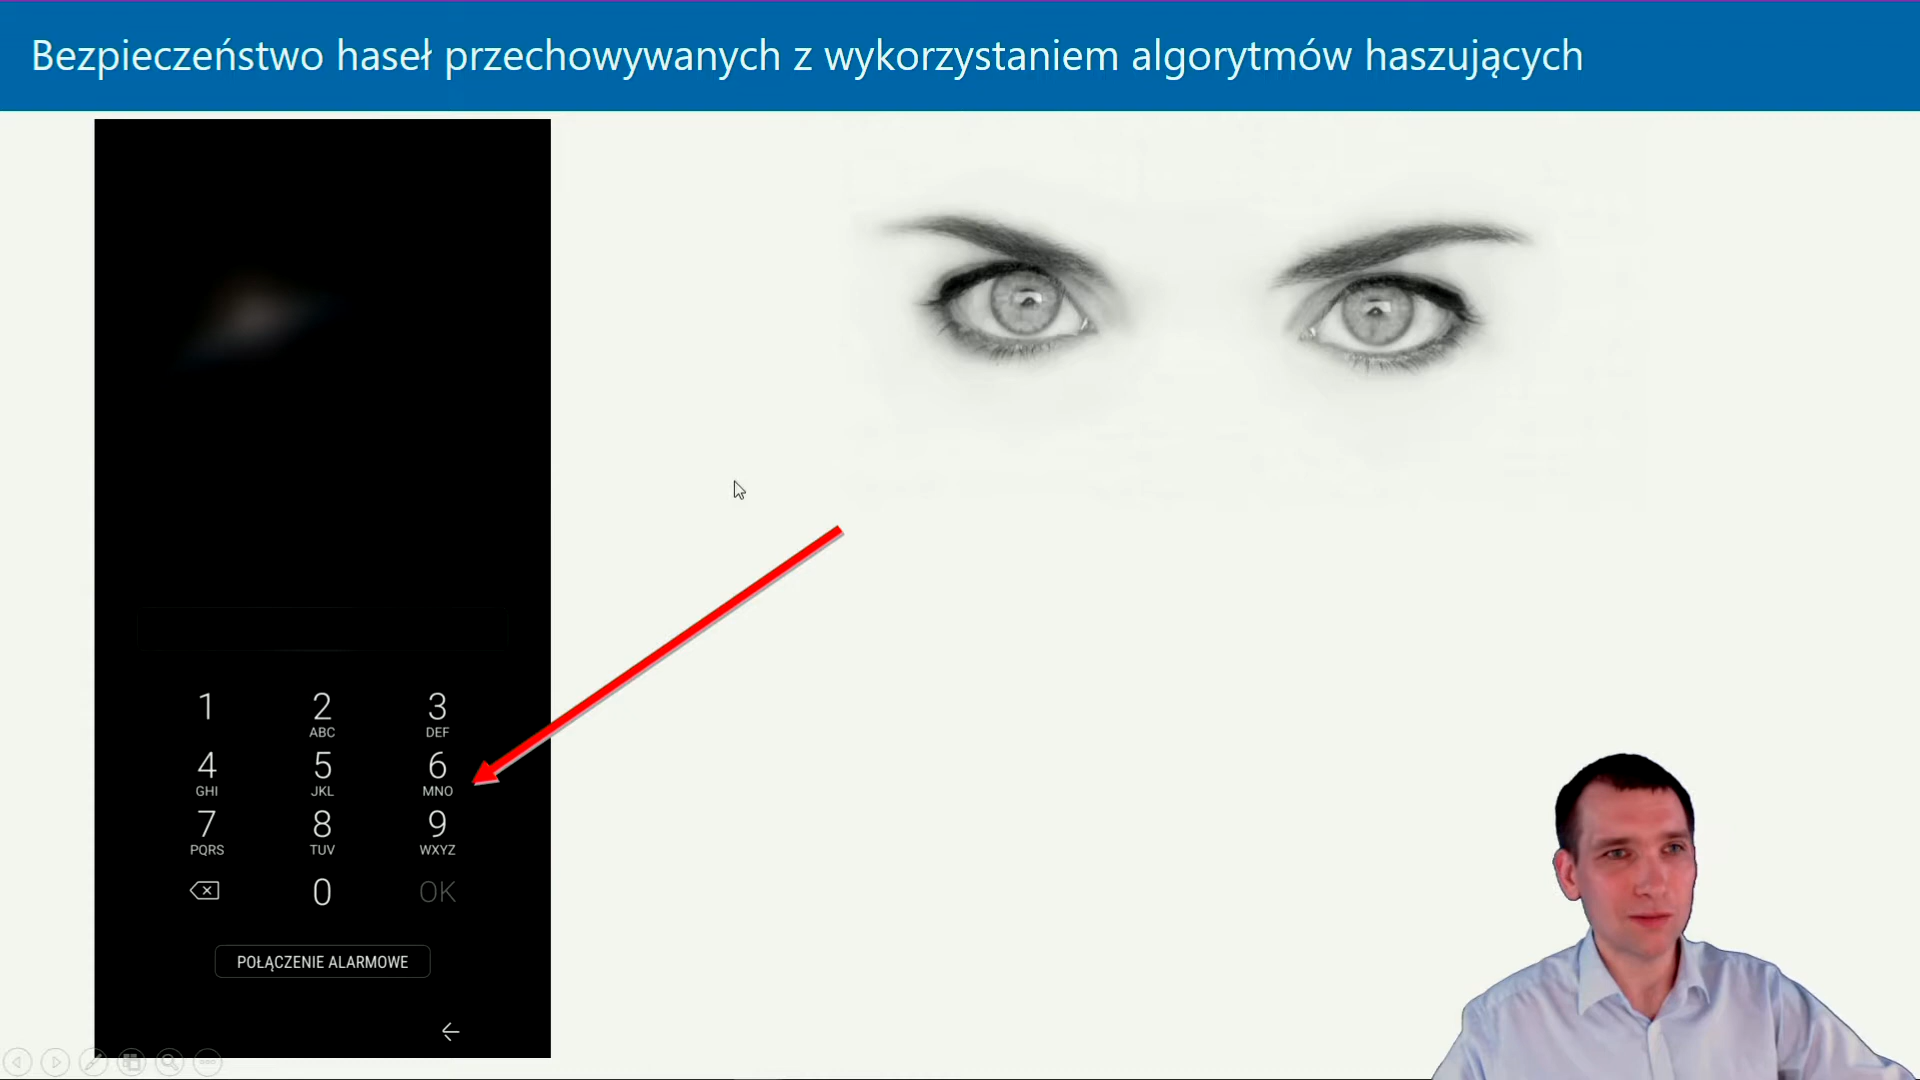 Bezpieczeństwo haseł przechowywanych z wykorzystaniem algorytmów haszujących
1 2 3
ABC DEF
4 5 6
GHI JKL MNO
7 8 9
PQRS TUV WXYZ
0 OK
POŁĄCZENIE ALARMOWE